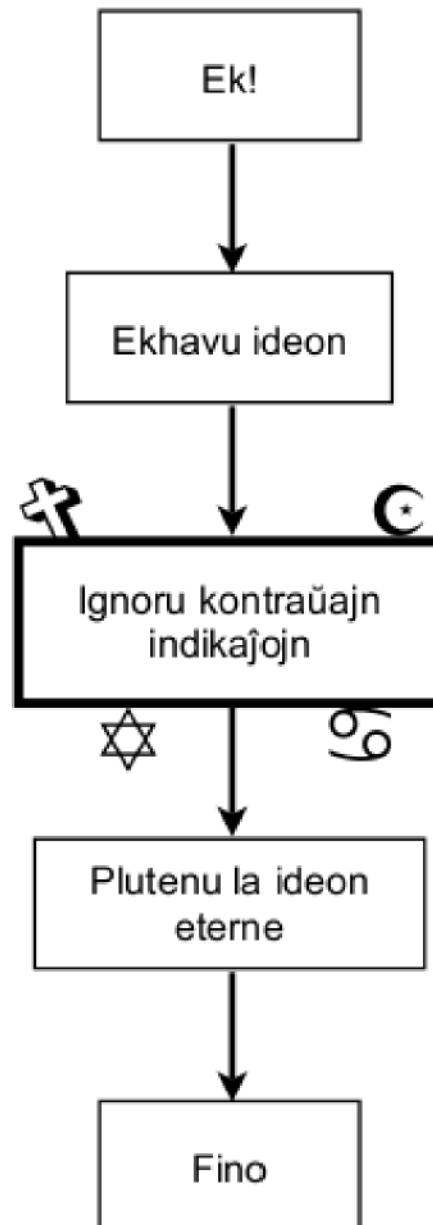 Ek!
Ekhavu ideon
Ignoru kontraŭajn
indikaĵojn
Plutenu la ideon
eterne
Fino